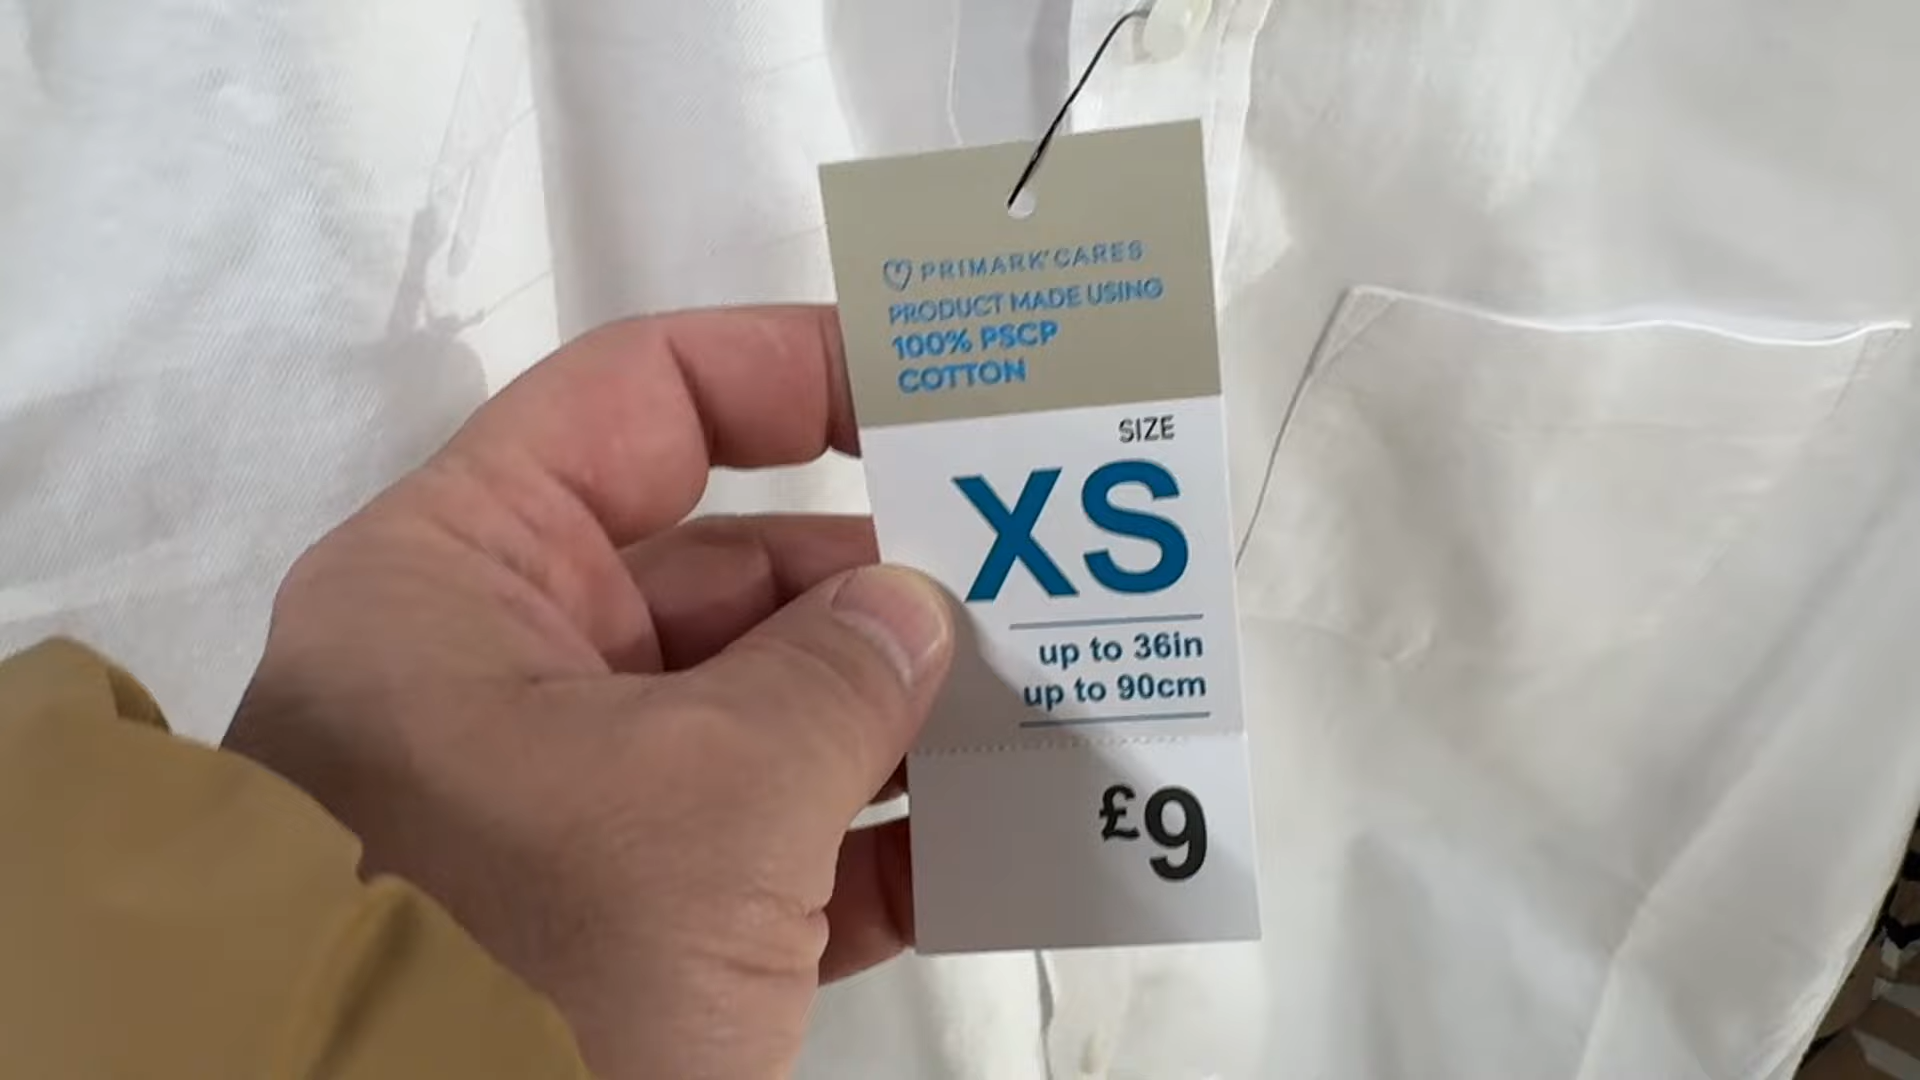 PRIMARK CARES
PRODUCT MADE USING
100% PSCP
COTTON
SIZE
XS
up to 36in
up to 90cm
£9